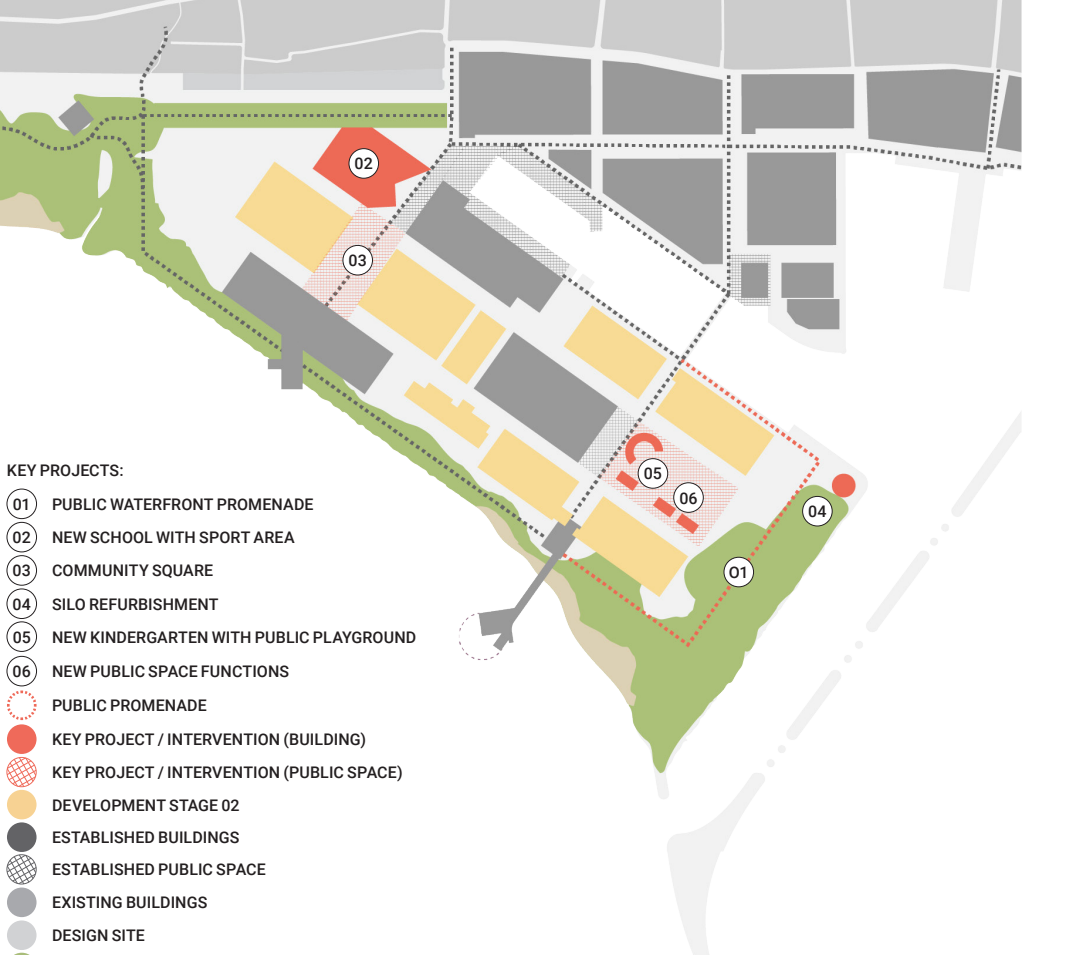 02
03
05
06
04
O1
KEY PROJECTS:
01 PUBLIC WATERFRONT PROMENADE
02 NEW SCHOOL WITH SPORT AREA
03 COMMUNITY SQUARE
04 SILO REFURBISHMENT
05 NEW KINDERGARTEN WITH PUBLIC PLAYGROUND
06 NEW PUBLIC SPACE FUNCTIONS
PUBLIC PROMENADE
KEY PROJECT / INTERVENTION (BUILDING)
KEY PROJECT / INTERVENTION (PUBLIC SPACE)
DEVELOPMENT STAGE 02
ESTABLISHED BUILDINGS
ESTABLISHED PUBLIC SPACE
EXISTING BUILDINGS
DESIGN SITE